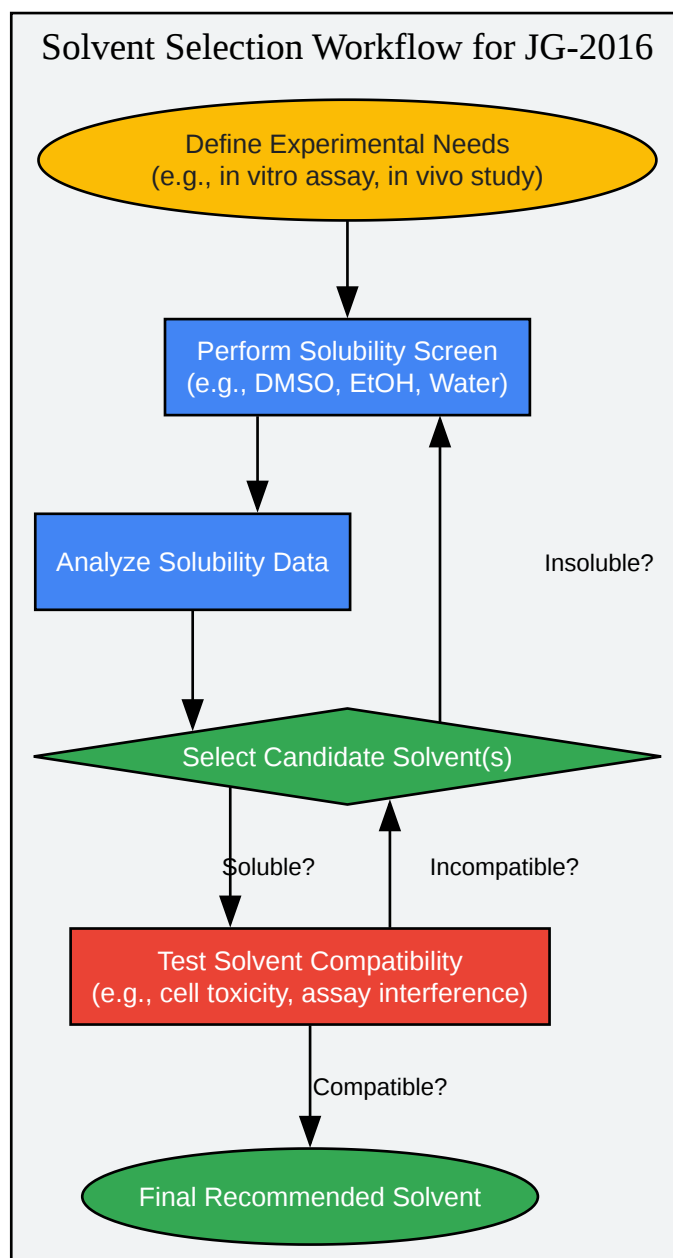 Solvent Selection Workflow for JG-2016
Define Experimental Needs
(e.g., in vitro assay, in vivo study)
Perform Solubility Screen
(e.g., DMSO, EtOH, Water)
Analyze Solubility Data
Insoluble?
Select Candidate Solvent(s)
Soluble?
Incompatible?
Test Solvent Compatibility
(e.g., cell toxicity, assay interference)
Compatible?
Final Recommended Solvent